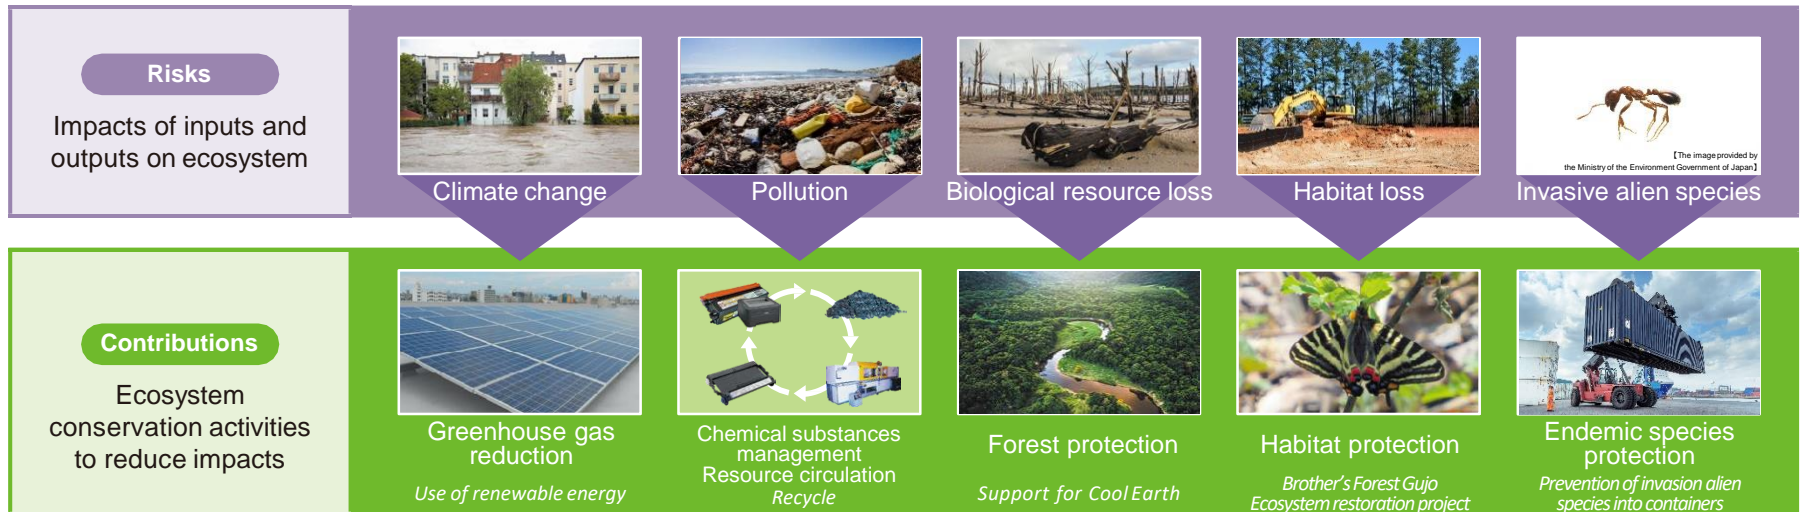 Risks
Impacts of inputs and
outputs on ecosystem
【The image provided by
the Ministry of the Environment Government of Japan】
Climate change
Pollution
Biological resource loss
Habitat loss
Invasive alien species
Contributions
Ecosystem
conservation activities
to reduce impacts
Greenhouse gas
reduction
Use of renewable energy
Chemical substances
management
Resource circulation
Recycle
Forest protection
Support for Cool Earth
Habitat protection
Brother's Forest Gujo
Ecosystem restoration project
Endemic species
protection
Prevention of invasion alien
species into containers